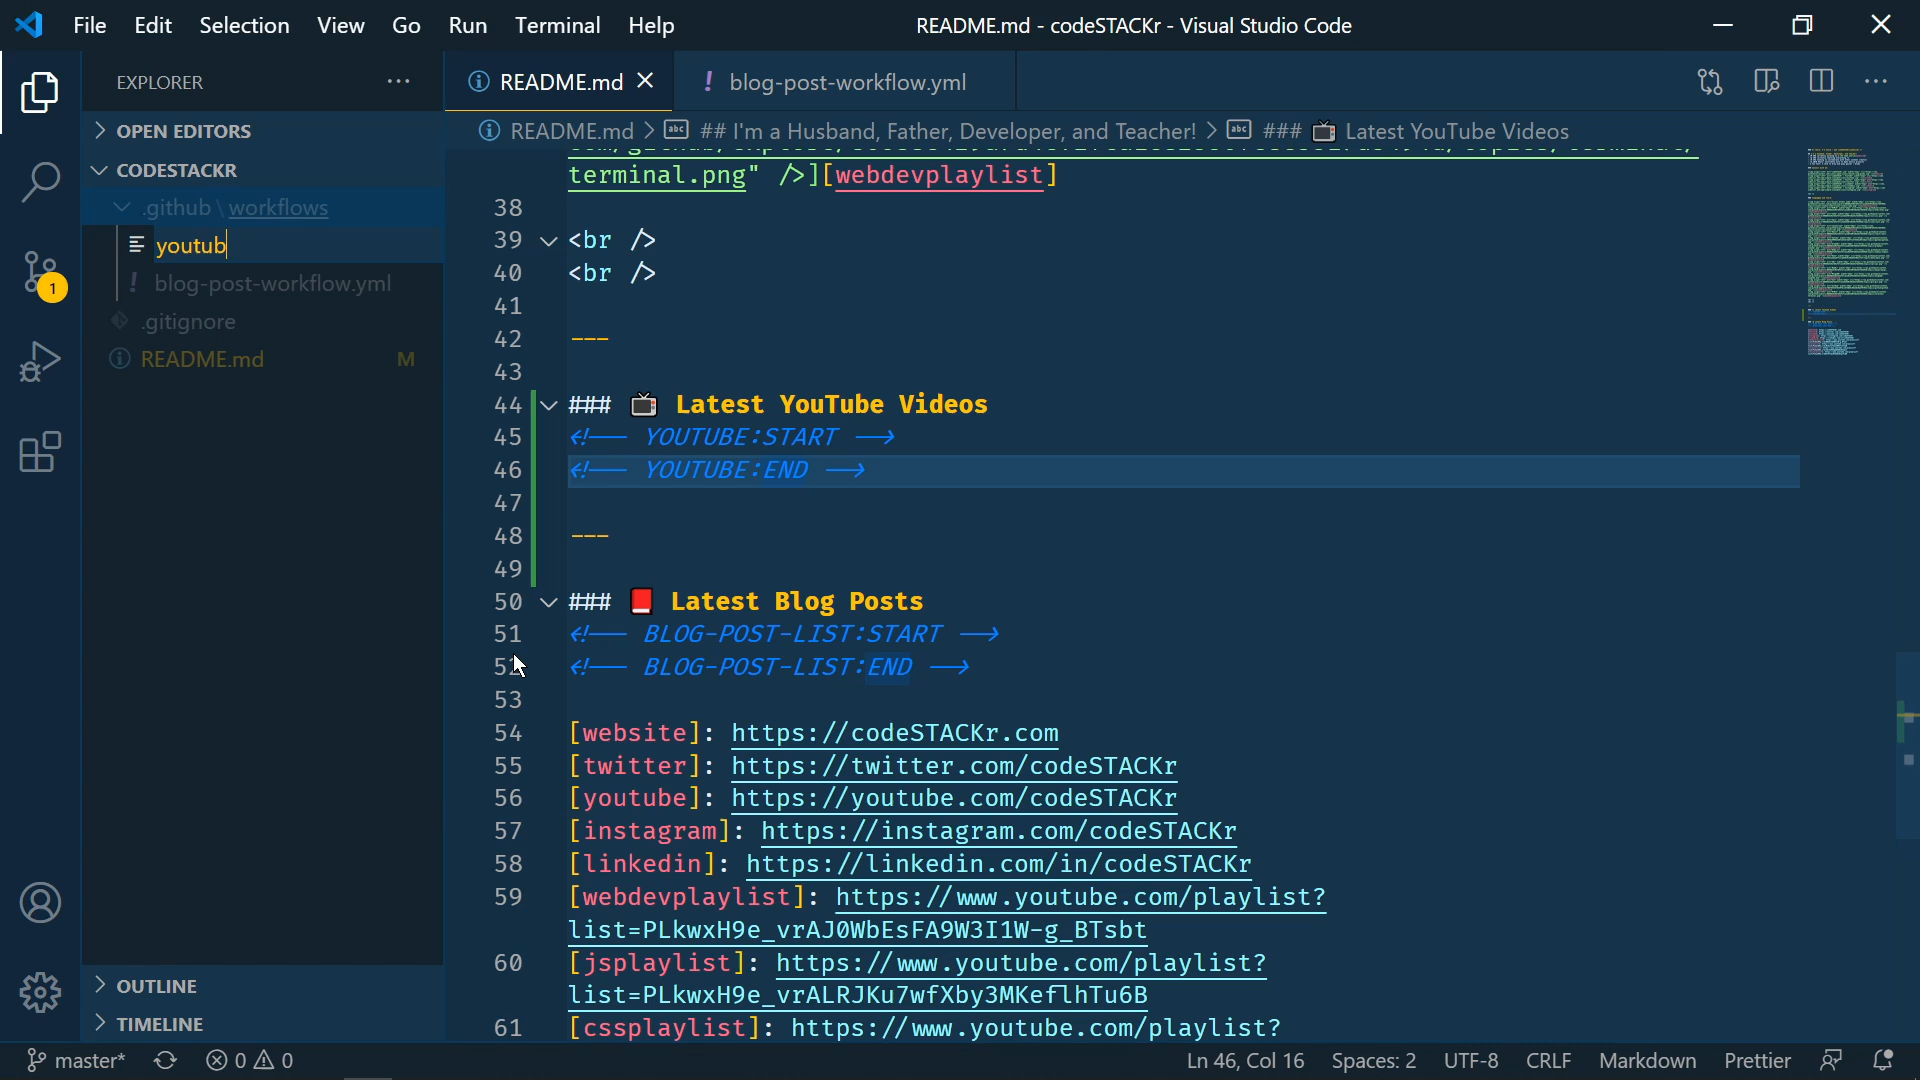 File Edit Selection View Go Run Terminal Help README.md - codeSTACKr - Visual Studio Code
EXPLORER
README.md
! blog-post-workflow.yml
OPEN EDITORS
README.md > ## I'm a Husband, Father, Developer, and Teacher! > ### 📺 Latest YouTube Videos
CODESTACKR
.github \ workflows
youtub
! blog-post-workflow.yml
.gitignore
README.md M
1
terminal.png" />][webdevplaylist]
38
39 <br />
40 <br />
41
42 ---
43
44 ### 📺 Latest YouTube Videos
45 <!-- YOUTUBE:START -->
46 <!-- YOUTUBE:END -->
47
48 ---
49
50 ### 📕 Latest Blog Posts
51 <!-- BLOG-POST-LIST:START -->
52 <!-- BLOG-POST-LIST:END -->
53
54 [website]: https://codeSTACKr.com
55 [twitter]: https://twitter.com/codeSTACKr
56 [youtube]: https://youtube.com/codeSTACKr
57 [instagram]: https://instagram.com/codeSTACKr
58 [linkedin]: https://linkedin.com/in/codeSTACKr
59 [webdevplaylist]: https://www.youtube.com/playlist?
list=PLkwxH9e_vrAJ0WbEsFA9W3I1W-g_BTsbt
60 [jsplaylist]: https://www.youtube.com/playlist?
list=PLkwxH9e_vrALRJKu7wfXby3MKeflhTu6B
61 [cssplaylist]: https://www.youtube.com/playlist?
OUTLINE
TIMELINE
master* 0 0 Ln 46, Col 16 Spaces: 2 UTF-8 CRLF Markdown Prettier